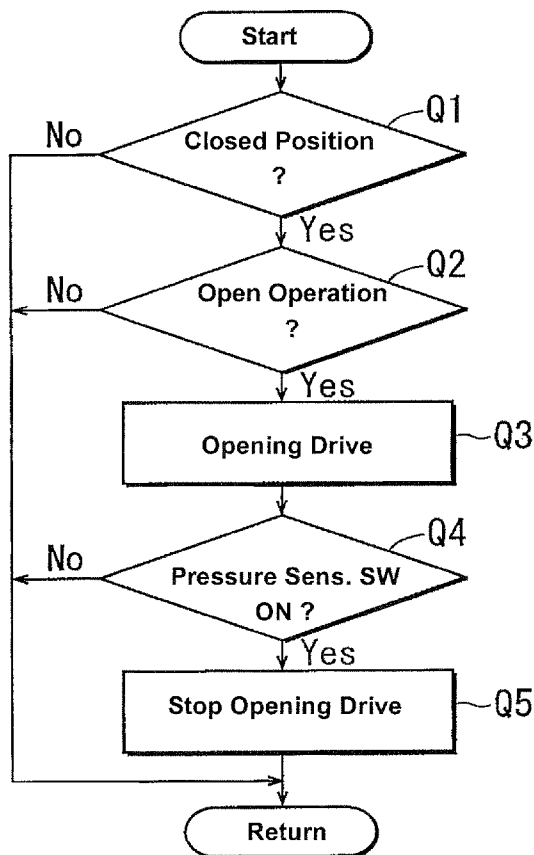 Start
Q1
No
Closed Position
?
Yes
Q2
No
Open Operation
?
Yes
Opening Drive
Q3
Q4
No
Pressure Sens. SW
ON ?
Yes
Stop Opening Drive
Q5
Return